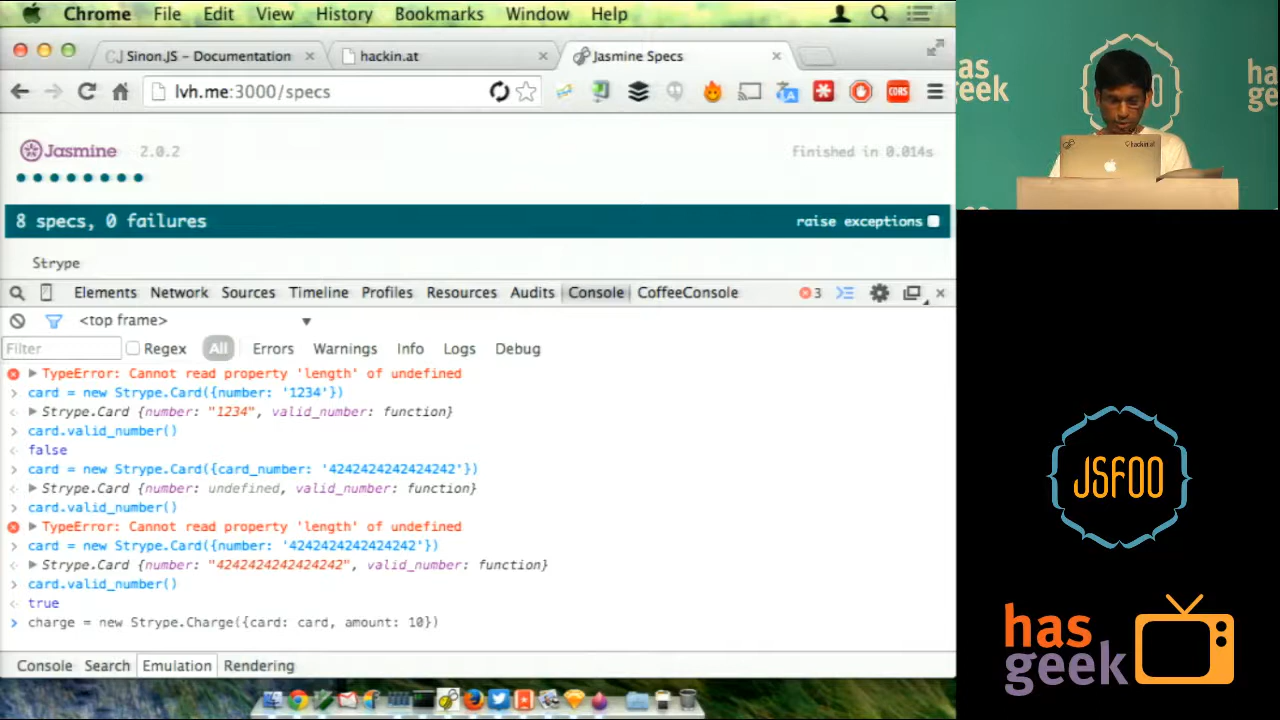 Chrome File Edit View History Bookmarks Window Help
Sinon.JS – Documentation
hackin.at
Jasmine Specs
lvh.me:3000/specs
CORS
Jasmine 2.0.2
finished in 0.014s
8 specs, 0 failures
raise exceptions
Strype
Elements Network Sources Timeline Profiles Resources Audits Console CoffeeConsole
3
<top frame>
Filter
Regex
All Errors Warnings Info Logs Debug
TypeError: Cannot read property 'length' of undefined
card = new Strype.Card({number: '1234'})
Strype.Card {number: "1234", valid_number: function}
card.valid_number()
false
card = new Strype.Card({card_number: '4242424242424242'})
Strype.Card {number: undefined, valid_number: function}
card.valid_number()
TypeError: Cannot read property 'length' of undefined
card = new Strype.Card({number: '4242424242424242'})
Strype.Card {number: "4242424242424242", valid_number: function}
card.valid_number()
true
charge = new Strype.Charge({card: card, amount: 10})
Console Search Emulation Rendering
has
geek
has
geek
hackin.at
JSFOO
has
geek